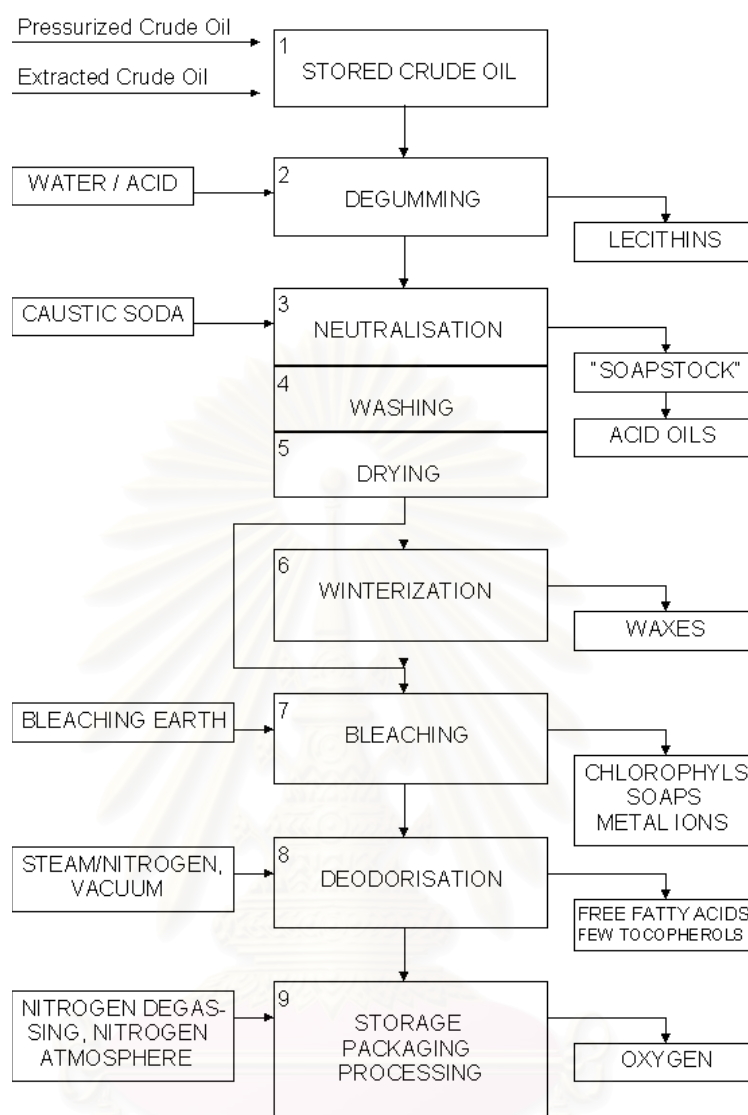 Pressurized Crude Oil
Extracted Crude Oil
1
STORED CRUDE OIL
WATER / ACID
2
DEGUMMING
LECITHINS
CAUSTIC SODA
3
NEUTRALISATION
"SOAPSTOCK"
4
WASHING
ACID OILS
5
DRYING
6
WINTERIZATION
WAXES
BLEACHING EARTH
7
BLEACHING
CHLOROPHYLS
SOAPS
METAL IONS
STEAM/NITROGEN,
VACUUM
8
DEODORISATION
FREE FATTY ACIDS
FEW TOCOPHEROLS
NITROGEN DEGAS-
SING, NITROGEN
ATMOSPHERE
9
STORAGE
PACKAGING
PROCESSING
OXYGEN